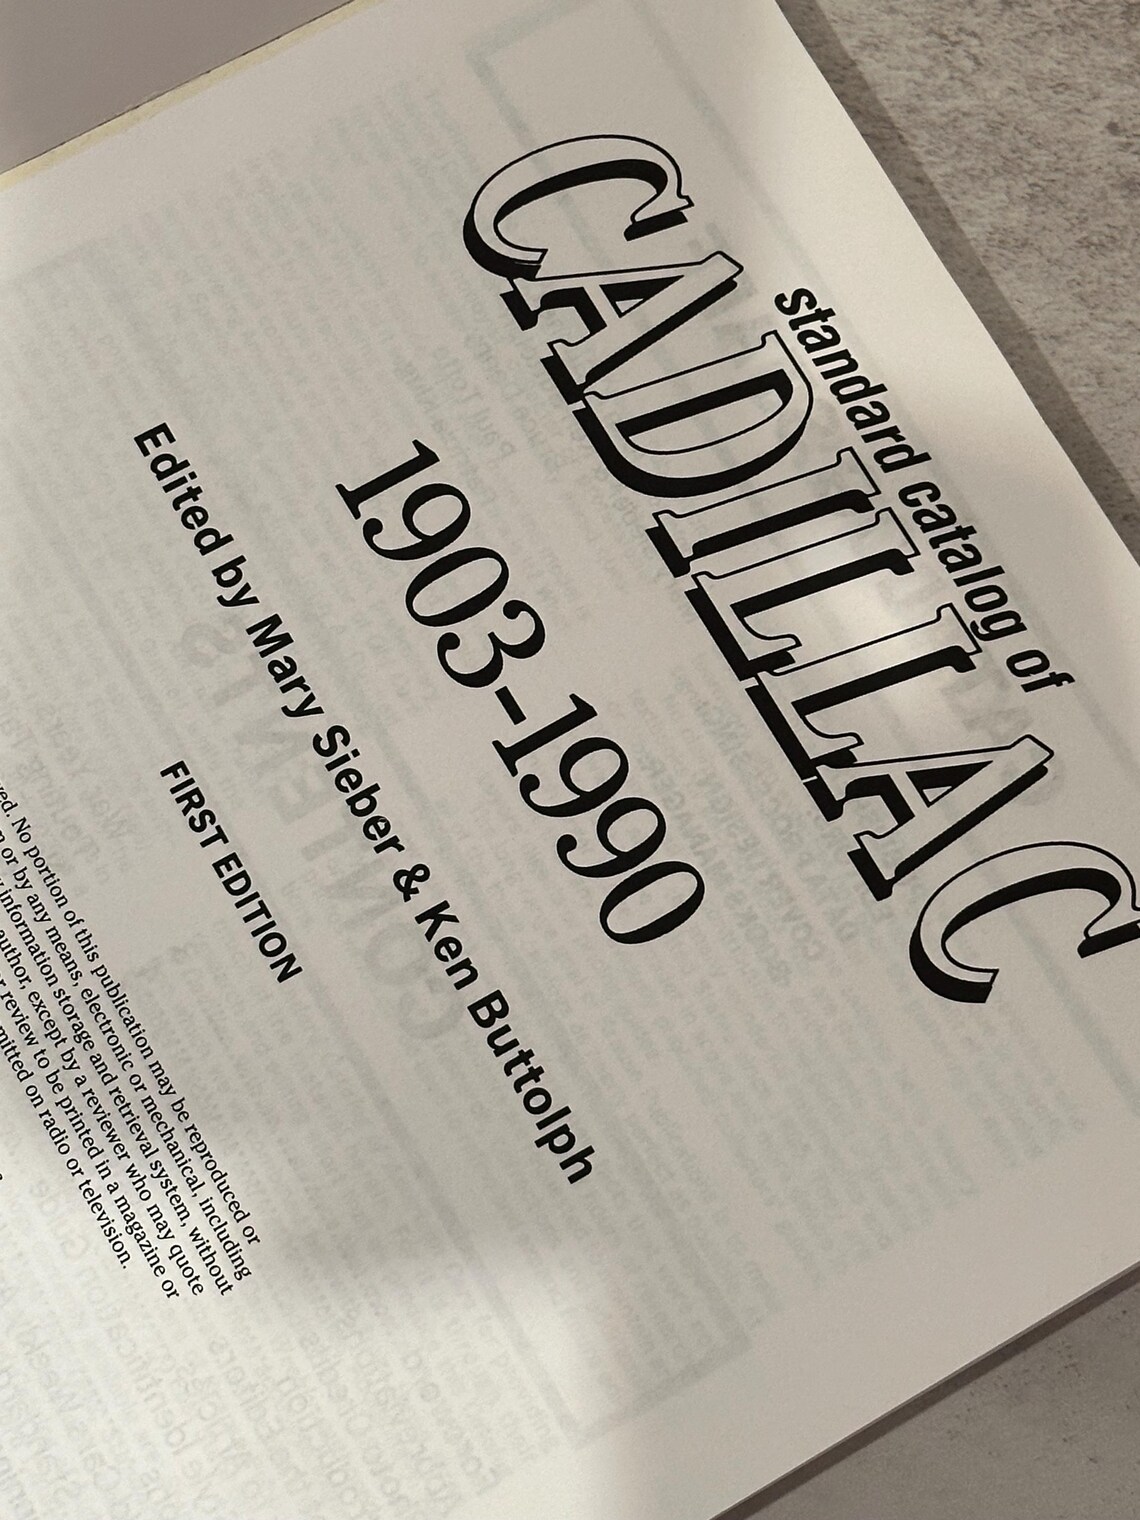 standard catalog of
CADILLAC
1903-1990
Edited by Mary Sieber & Ken Buttolph
FIRST EDITION
No portion of this publication may be reproduced or
or by any means, electronic or mechanical, including
information storage and retrieval system, without
author, except by a reviewer who may quote
review to be printed in a magazine or
on radio or television.